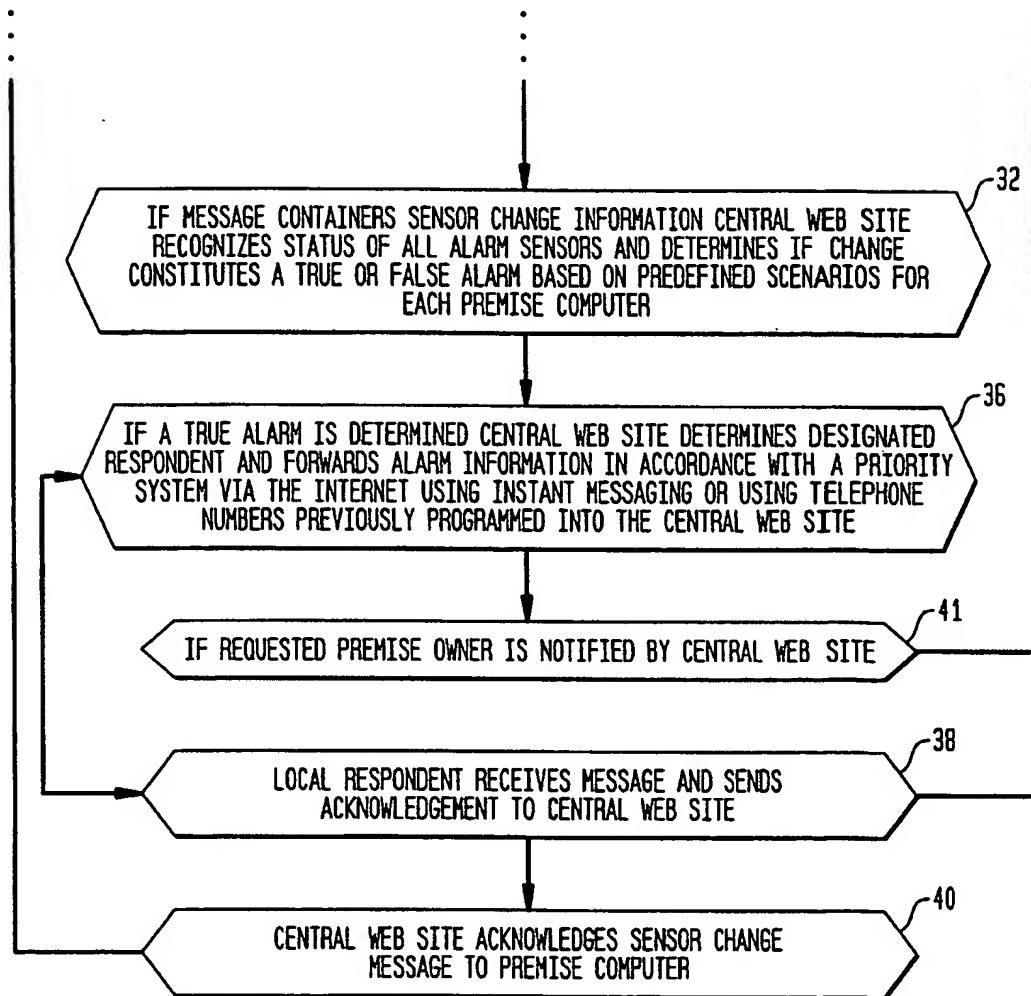 32
IF MESSAGE CONTAINERS SENSOR CHANGE INFORMATION CENTRAL WEB SITE
RECOGNIZES STATUS OF ALL ALARM SENSORS AND DETERMINES IF CHANGE
CONSTITUTES A TRUE OR FALSE ALARM BASED ON PREDEFINED SCENARIOS FOR
EACH PREMISE COMPUTER
36
IF A TRUE ALARM IS DETERMINED CENTRAL WEB SITE DETERMINES DESIGNATED
RESPONDENT AND FORWARDS ALARM INFORMATION IN ACCORDANCE WITH A PRIORITY
SYSTEM VIA THE INTERNET USING INSTANT MESSAGING OR USING TELEPHONE
NUMBERS PREVIOUSLY PROGRAMMED INTO THE CENTRAL WEB SITE
41
IF REQUESTED PREMISE OWNER IS NOTIFIED BY CENTRAL WEB SITE
38
LOCAL RESPONDENT RECEIVES MESSAGE AND SENDS
ACKNOWLEDGEMENT TO CENTRAL WEB SITE
40
CENTRAL WEB SITE ACKNOWLEDGES SENSOR CHANGE
MESSAGE TO PREMISE COMPUTER